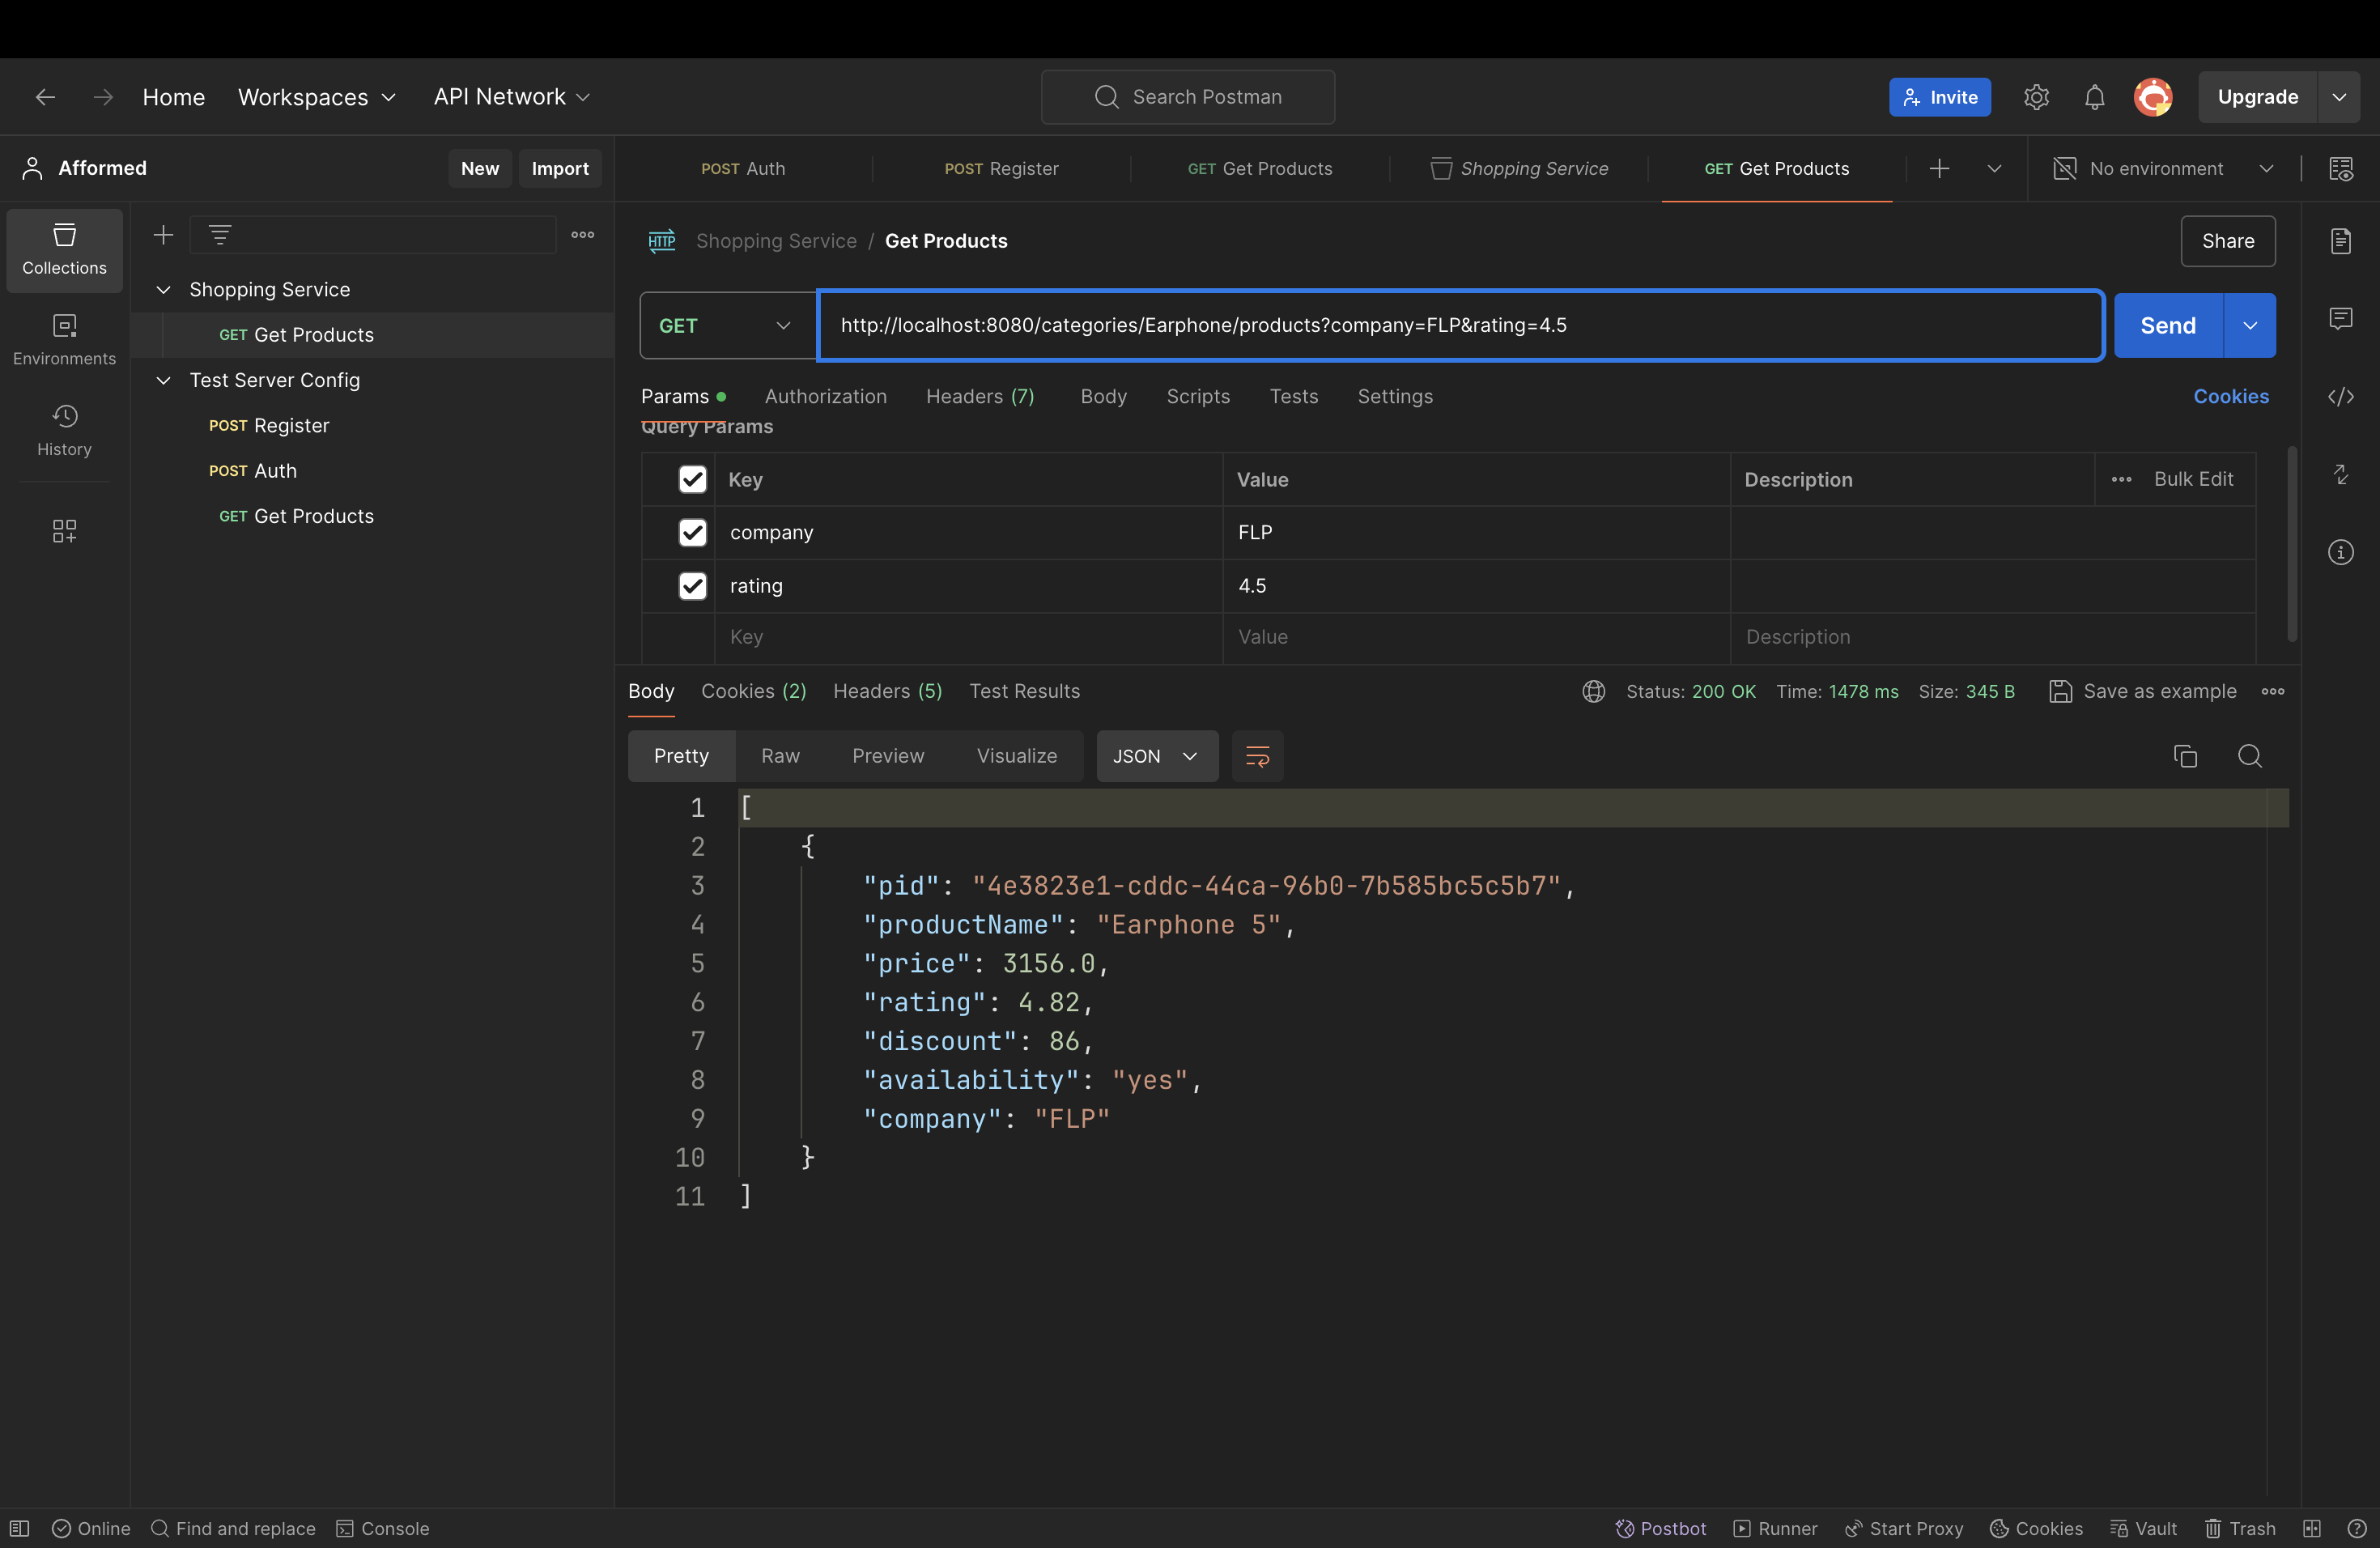 Home Workspaces API Network Search Postman Invite Upgrade
Afformed New Import POST Auth POST Register GET Get Products Shopping Service GET Get Products No environment
Collections
Environments
History
Shopping Service
GET Get Products
Test Server Config
POST Register
POST Auth
GET Get Products
HTTP Shopping Service / Get Products Share
GET http://localhost:8080/categories/Earphone/products?company=FLP&rating=4.5 Send
Params Authorization Headers (7) Body Scripts Tests Settings Cookies
Query Params
Key Value Description Bulk Edit
company FLP
rating 4.5
Key Value Description
Body Cookies (2) Headers (5) Test Results Status: 200 OK Time: 1478 ms Size: 345 B Save as example
Pretty Raw Preview Visualize JSON
1 [
2 {
3 "pid": "4e3823e1-cddc-44ca-96b0-7b585bc5c5b7",
4 "productName": "Earphone 5",
5 "price": 3156.0,
6 "rating": 4.82,
7 "discount": 86,
8 "availability": "yes",
9 "company": "FLP"
10 }
11 ]
Online Find and replace Console Postbot Runner Start Proxy Cookies Vault Trash